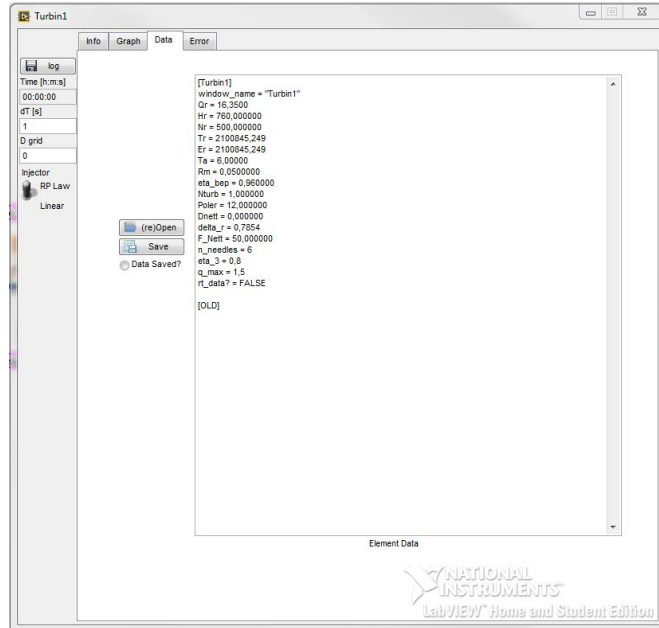 Turbin1
Info Graph Data Error
log
Time [h:m:s]
00:00:00
dT [s]
1
D grid
0
Injector
RP Law
Linear
(re)Open
Save
Data Saved?
[Turbin1]
window_name = "Turbin1"
Qr = 16,3500
Hr = 760,000000
Nr = 500,000000
Tr = 2100845,249
Er = 2100845,249
Ta = 6,00000
Rm = 0,0500000
eta_bep = 0,960000
Nturb = 1,000000
Poler = 12,000000
Dnett = 0,000000
delta_r = 0,7854
F_Nett = 50,000000
n_needles = 6
eta_3 = 0,8
q_max = 1,5
rt_data? = FALSE
[OLD]
Element Data
NATIONAL
INSTRUMENTS
LabVIEW™ Home and Student Edition